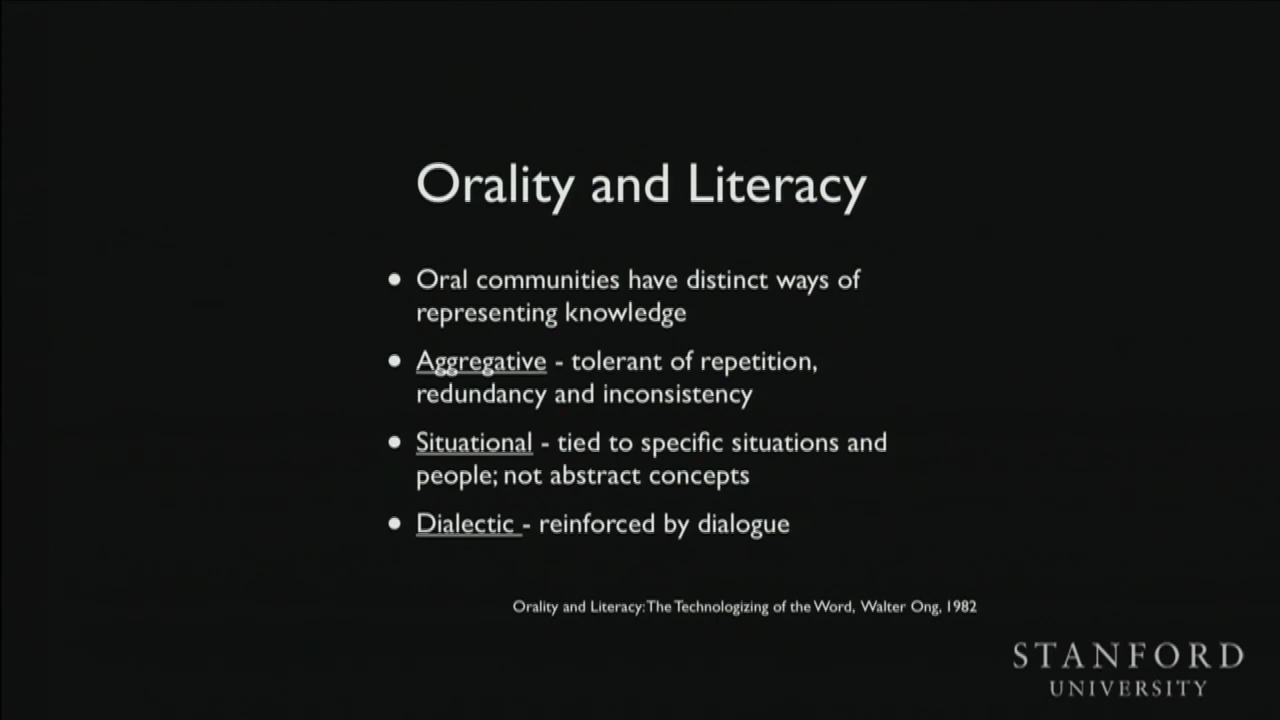 Orality and Literacy
• Oral communities have distinct ways of
representing knowledge
• Aggregative - tolerant of repetition,
redundancy and inconsistency
• Situational - tied to specific situations and
people; not abstract concepts
• Dialectic - reinforced by dialogue
Orality and Literacy: The Technologizing of the Word, Walter Ong, 1982
STANFORD
UNIVERSITY